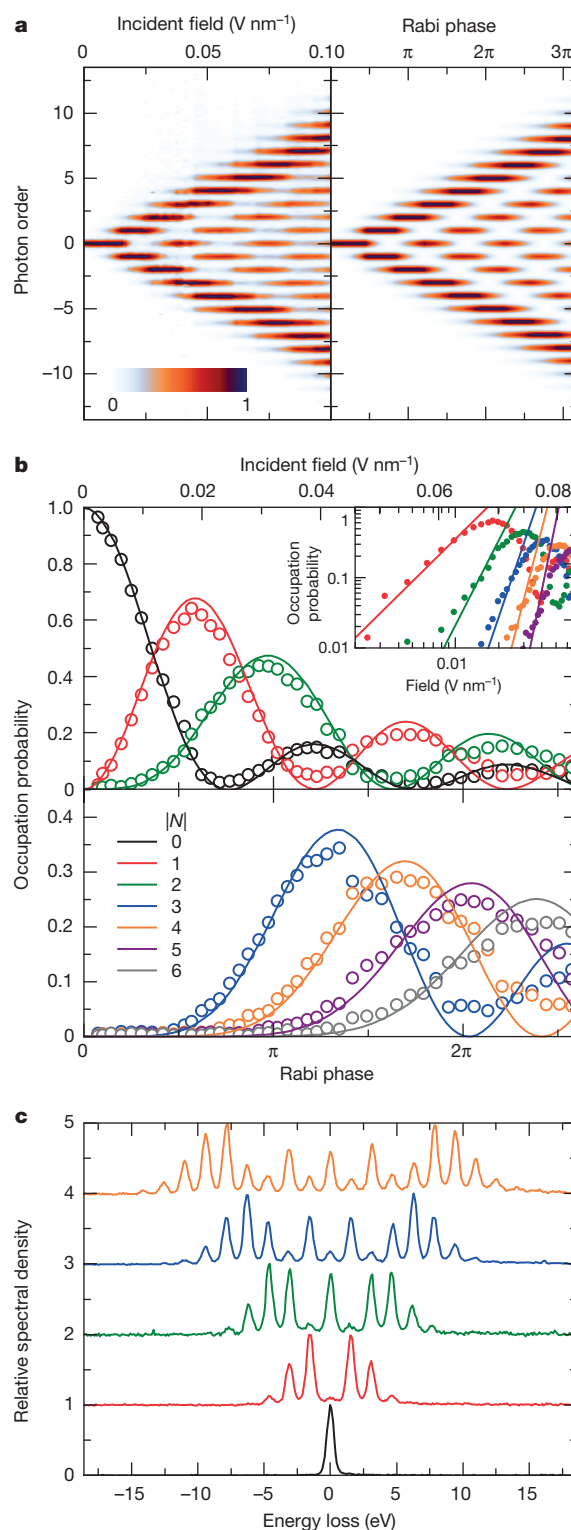 a
Incident field (V nm⁻¹)
Rabi phase
0 0.05 0.10
π 2π 3π
Photon order
10
5
0
−5
−10
0 1
b
Incident field (V nm⁻¹)
0 0.02 0.04 0.06 0.08
Occupation probability
1.0
0.8
0.6
0.4
0.2
0
Occupation probability
1
0.1
0.01
0.01
Field (V nm⁻¹)
0.4
0.3
0.2
0.1
0
|N|
0
1
2
3
4
5
6
0 π 2π
Rabi phase
c
Relative spectral density
5
4
3
2
1
0
−15 −10 −5 0 5 10 15
Energy loss (eV)